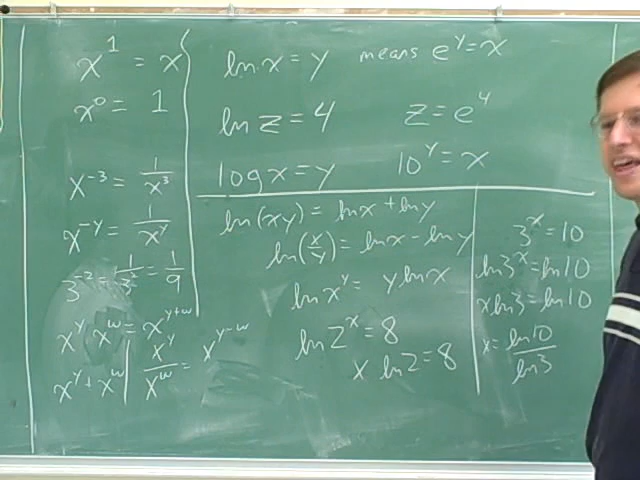 x^1 = x
x^0 = 1
x^-3 = 1/x^3
x^-y = 1/x^y
3^-2 = 1/3^2 = 1/9
x^y x^w = x^y+w
x^y + x^w | x^y/x^w = x^y-w
ln x = y means e^y = x
ln z = 4 z = e^4
log x = y 10^y = x
ln(xy) = ln x + ln y
ln(x/y) = ln x - ln y
ln x^y = y ln x
ln 2^x = 8
x ln 2 = 8
3^x = 10
ln 3^x = ln 10
x ln 3 = ln 10
x = ln 10/ln 3